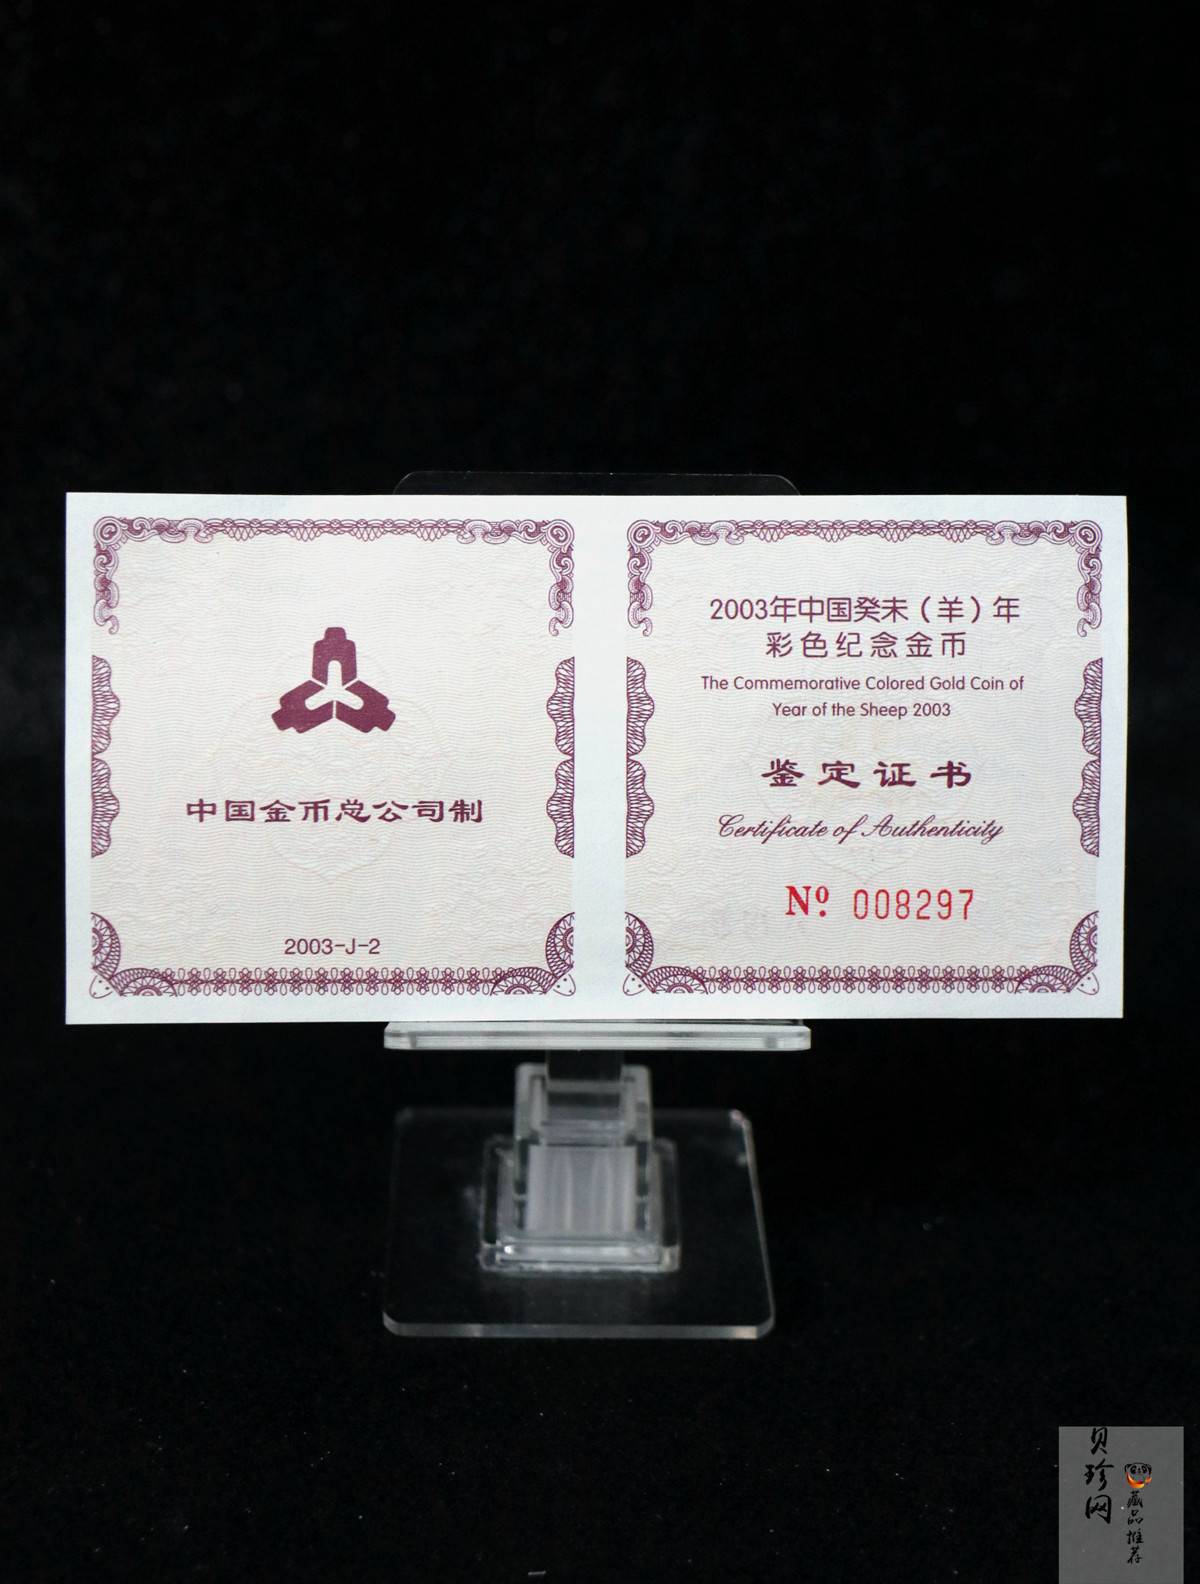 中国金币总公司制
2003-J-2
2003年中国癸未（羊）年
彩色纪念金币
The Commemorative Colored Gold Coin of
Year of the Sheep 2003
鉴定证书
Certificate of Authenticity
Nº 008297
贝珍网
藏品推荐